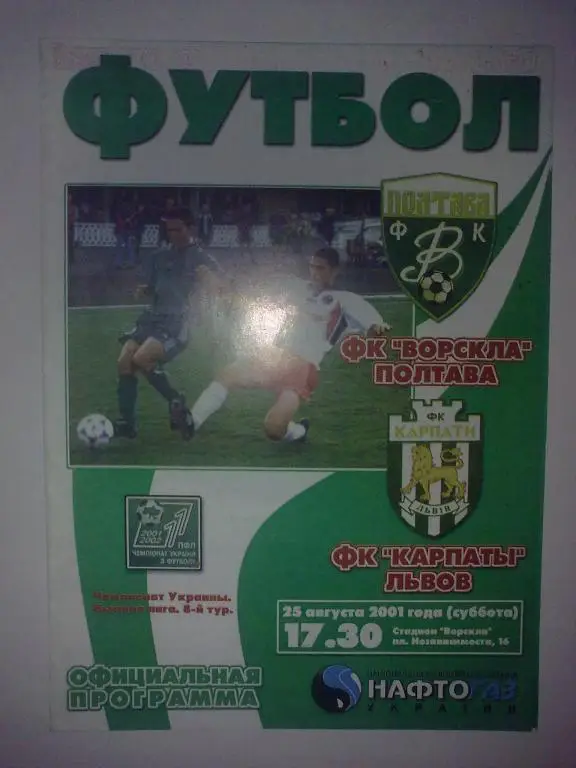 ФУТБОЛ
ПОЛТАВА
Ф К
В
ФК "ВОРСКЛА"
ПОЛТАВА
ФК
КАРПАТИ
ЛЬВІВ
ФК "КАРПАТЫ"
ЛЬВОВ
2001
2002
11
ПФЛ
ЧЕМПІОНАТ УКРАЇНИ
З ФУТБОЛУ
Чемпионат Украины.
Высшая лига. 8-й тур.
25 августа 2001 года (суббота)
17.30
Стадион "Ворскла"
пл. Независимости, 16
ОФИЦИАЛЬНАЯ
ПРОГРАММА
НАФТОГАЗ
УКРАЇНИ